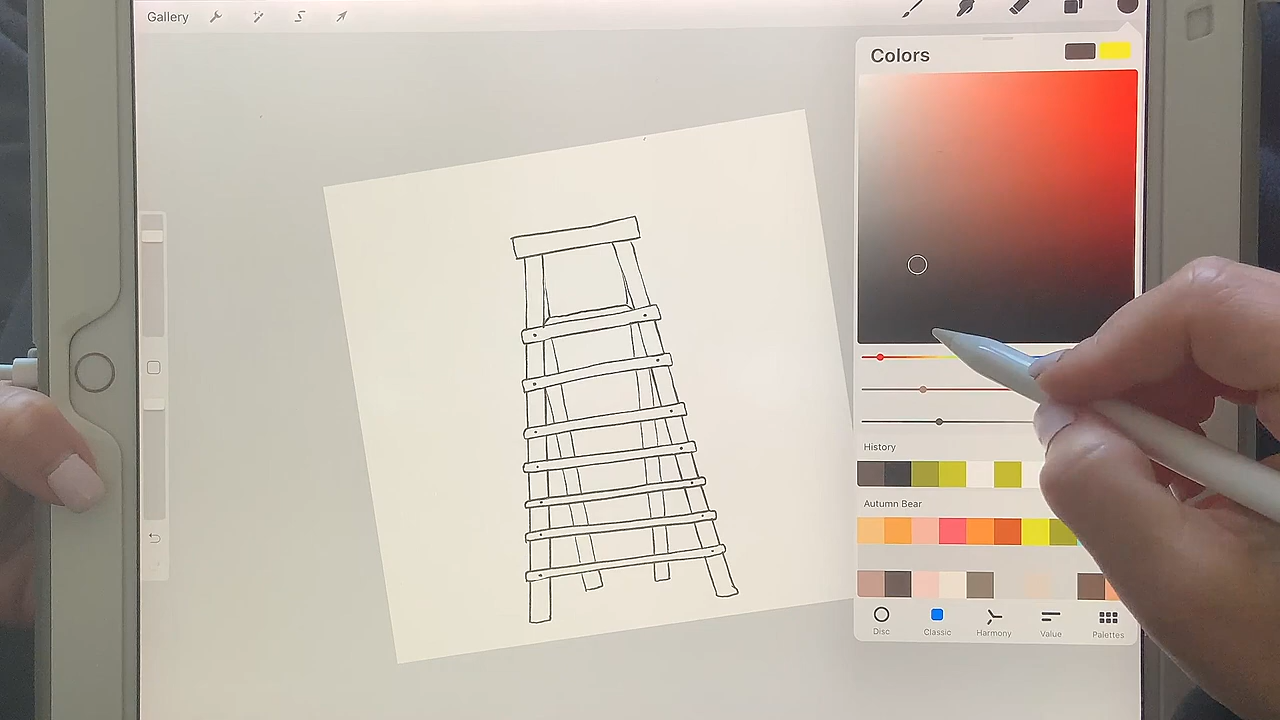 Gallery
Colors
History
Autumn Bear
Disc
Classic
Harmony
Value
Palettes